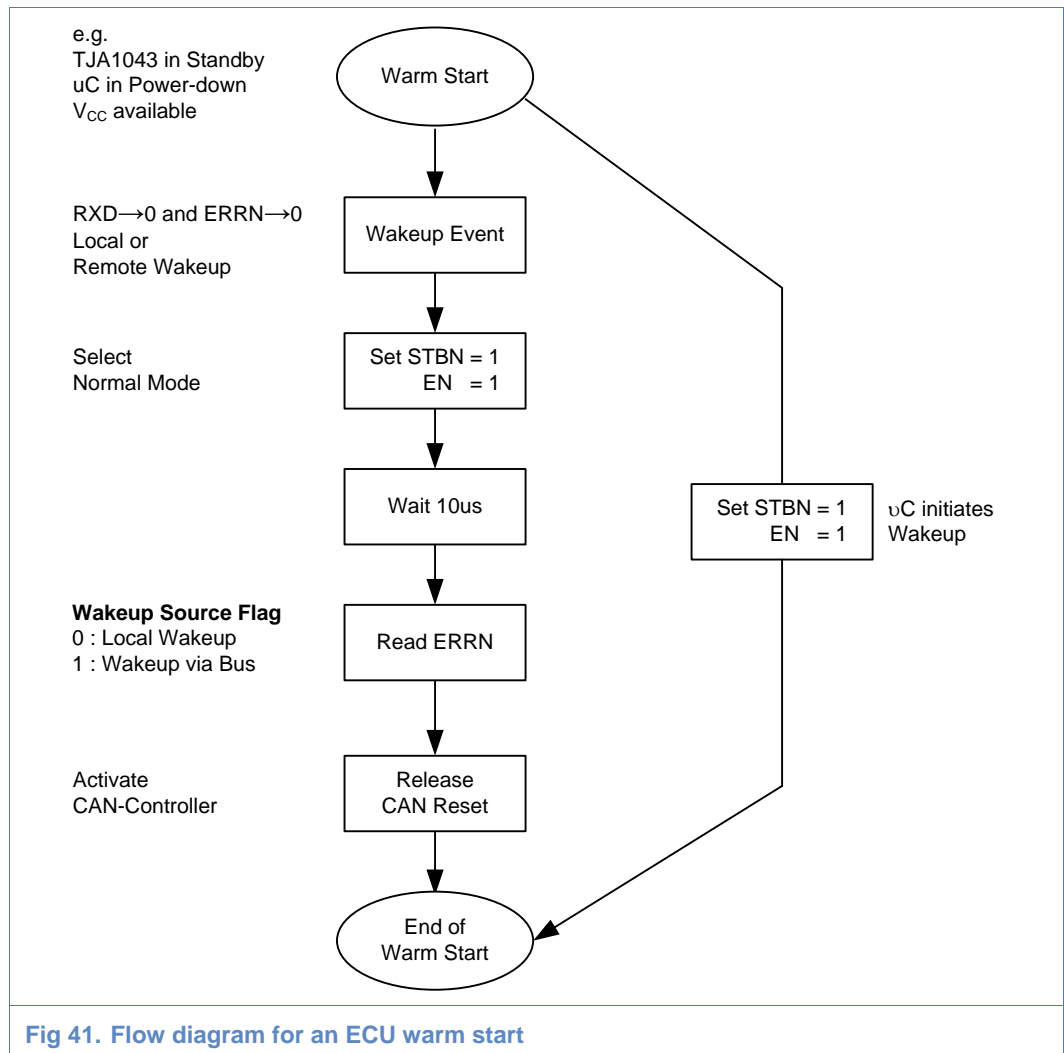 e.g.
TJA1043 in Standby
uC in Power-down
VCC available
Warm Start
RXD→0 and ERRN→0
Local or
Remote Wakeup
Wakeup Event
Select
Normal Mode
Set STBN = 1
EN = 1
Wait 10us
Set STBN = 1
EN = 1
υC initiates
Wakeup
Wakeup Source Flag
0 : Local Wakeup
1 : Wakeup via Bus
Read ERRN
Activate
CAN-Controller
Release
CAN Reset
End of
Warm Start
Fig 41. Flow diagram for an ECU warm start